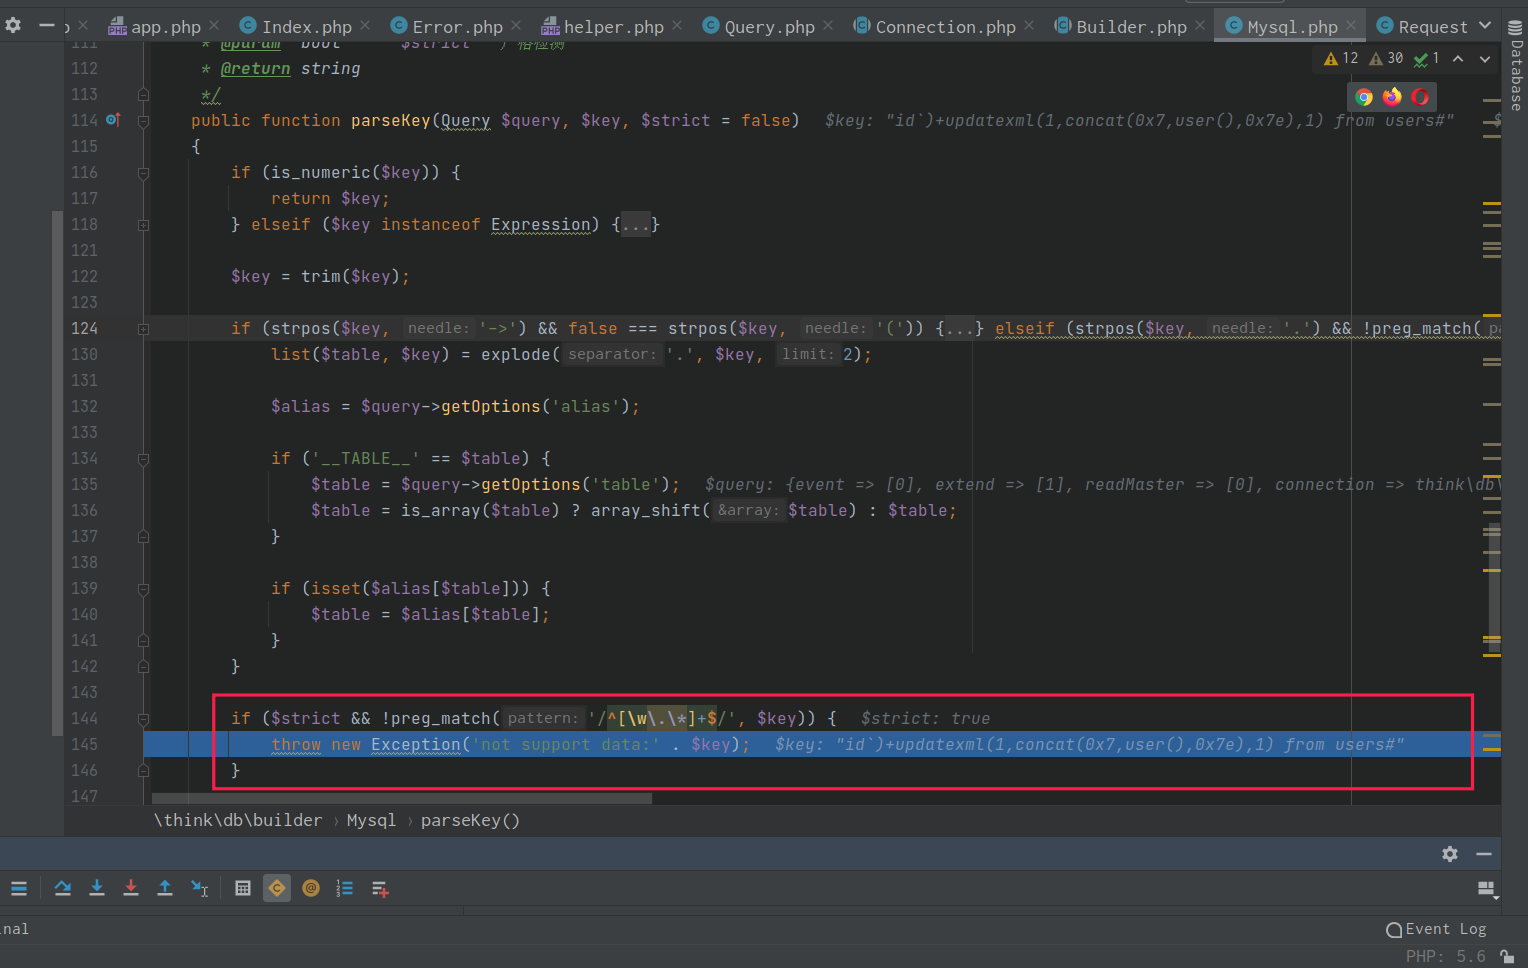 app.php Index.php Error.php helper.php Query.php Connection.php Builder.php Mysql.php Request
111 * @param bool $strict 格检测
112 * @return string
113 */
12 30 1
114 public function parseKey(Query $query, $key, $strict = false) $key: "id`)+updatexml(1,concat(0x7,user(),0x7e),1) from users#" $
115 {
116 if (is_numeric($key)) {
117 return $key;
118 } elseif ($key instanceof Expression) {...}
121
122 $key = trim($key);
123
124 if (strpos($key, needle: '->') && false === strpos($key, needle: '(')) {...} elseif (strpos($key, needle: '.') && !preg_match( pa
130 list($table, $key) = explode( separator: '.', $key, limit: 2);
131
132 $alias = $query->getOptions('alias');
133
134 if ('__TABLE__' == $table) {
135 $table = $query->getOptions('table'); $query: {event => [0], extend => [1], readMaster => [0], connection => think\db\
136 $table = is_array($table) ? array_shift( &array: $table) : $table;
137 }
138
139 if (isset($alias[$table])) {
140 $table = $alias[$table];
141 }
142 }
143
144 if ($strict && !preg_match( pattern: '/^[\w\.\*]+$/', $key)) { $strict: true
145 throw new Exception('not support data:' . $key); $key: "id`)+updatexml(1,concat(0x7,user(),0x7e),1) from users#"
146 }
147
\think\db\builder › Mysql › parseKey()
Database
nal
Event Log
PHP: 5.6